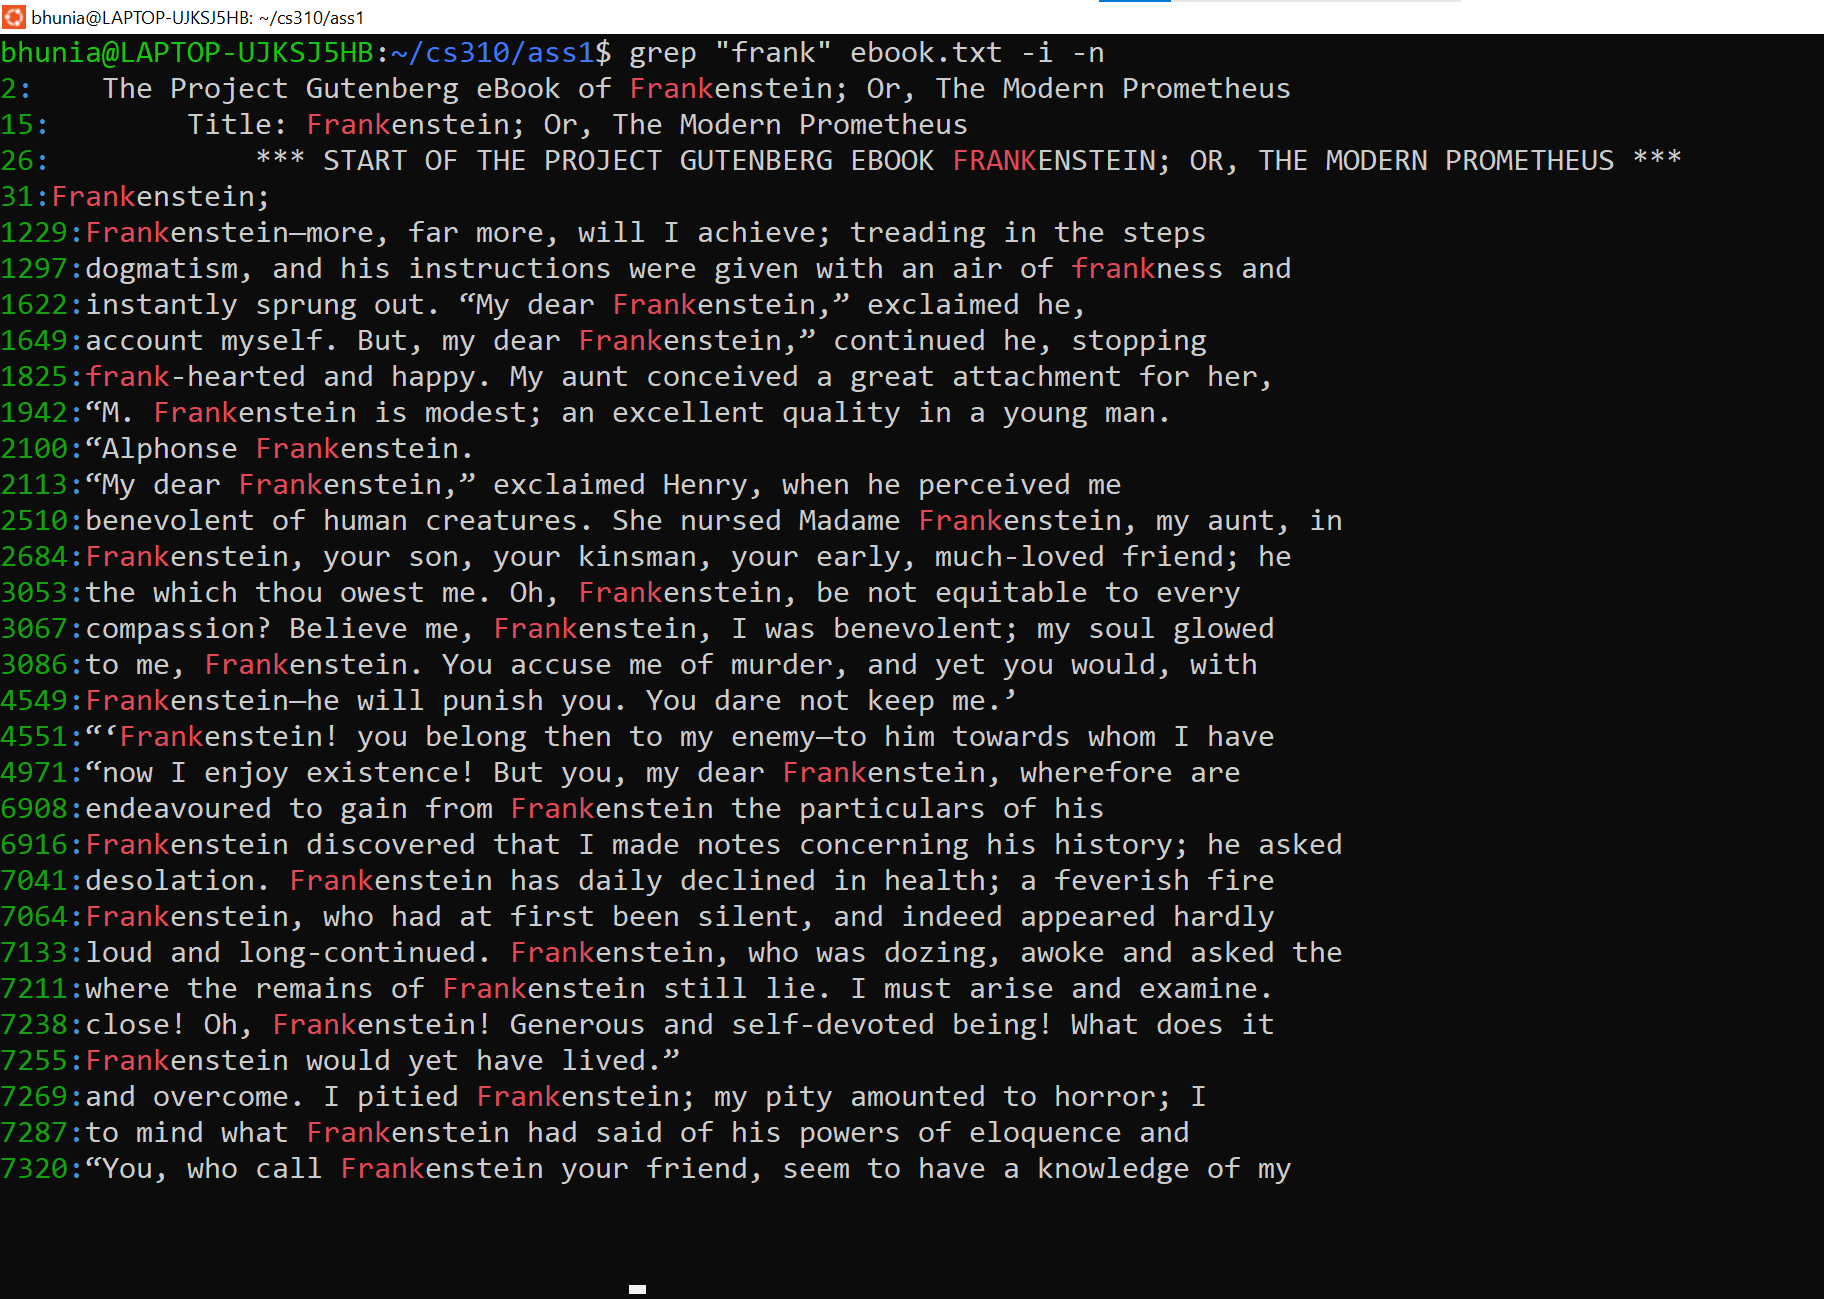 bhunia@LAPTOP-UJKSJ5HB: ~/cs310/ass1
bhunia@LAPTOP-UJKSJ5HB:~/cs310/ass1$ grep "frank" ebook.txt -i -n
2:    The Project Gutenberg eBook of Frankenstein; Or, The Modern Prometheus
15:        Title: Frankenstein; Or, The Modern Prometheus
26:            *** START OF THE PROJECT GUTENBERG EBOOK FRANKENSTEIN; OR, THE MODERN PROMETHEUS ***
31:Frankenstein;
1229:Frankenstein—more, far more, will I achieve; treading in the steps
1297:dogmatism, and his instructions were given with an air of frankness and
1622:instantly sprung out. “My dear Frankenstein,” exclaimed he,
1649:account myself. But, my dear Frankenstein,” continued he, stopping
1825:frank-hearted and happy. My aunt conceived a great attachment for her,
1942:“M. Frankenstein is modest; an excellent quality in a young man.
2100:“Alphonse Frankenstein.
2113:“My dear Frankenstein,” exclaimed Henry, when he perceived me
2510:benevolent of human creatures. She nursed Madame Frankenstein, my aunt, in
2684:Frankenstein, your son, your kinsman, your early, much-loved friend; he
3053:the which thou owest me. Oh, Frankenstein, be not equitable to every
3067:compassion? Believe me, Frankenstein, I was benevolent; my soul glowed
3086:to me, Frankenstein. You accuse me of murder, and yet you would, with
4549:Frankenstein—he will punish you. You dare not keep me.’
4551:“‘Frankenstein! you belong then to my enemy—to him towards whom I have
4971:“now I enjoy existence! But you, my dear Frankenstein, wherefore are
6908:endeavoured to gain from Frankenstein the particulars of his
6916:Frankenstein discovered that I made notes concerning his history; he asked
7041:desolation. Frankenstein has daily declined in health; a feverish fire
7064:Frankenstein, who had at first been silent, and indeed appeared hardly
7133:loud and long-continued. Frankenstein, who was dozing, awoke and asked the
7211:where the remains of Frankenstein still lie. I must arise and examine.
7238:close! Oh, Frankenstein! Generous and self-devoted being! What does it
7255:Frankenstein would yet have lived.”
7269:and overcome. I pitied Frankenstein; my pity amounted to horror; I
7287:to mind what Frankenstein had said of his powers of eloquence and
7320:“You, who call Frankenstein your friend, seem to have a knowledge of my